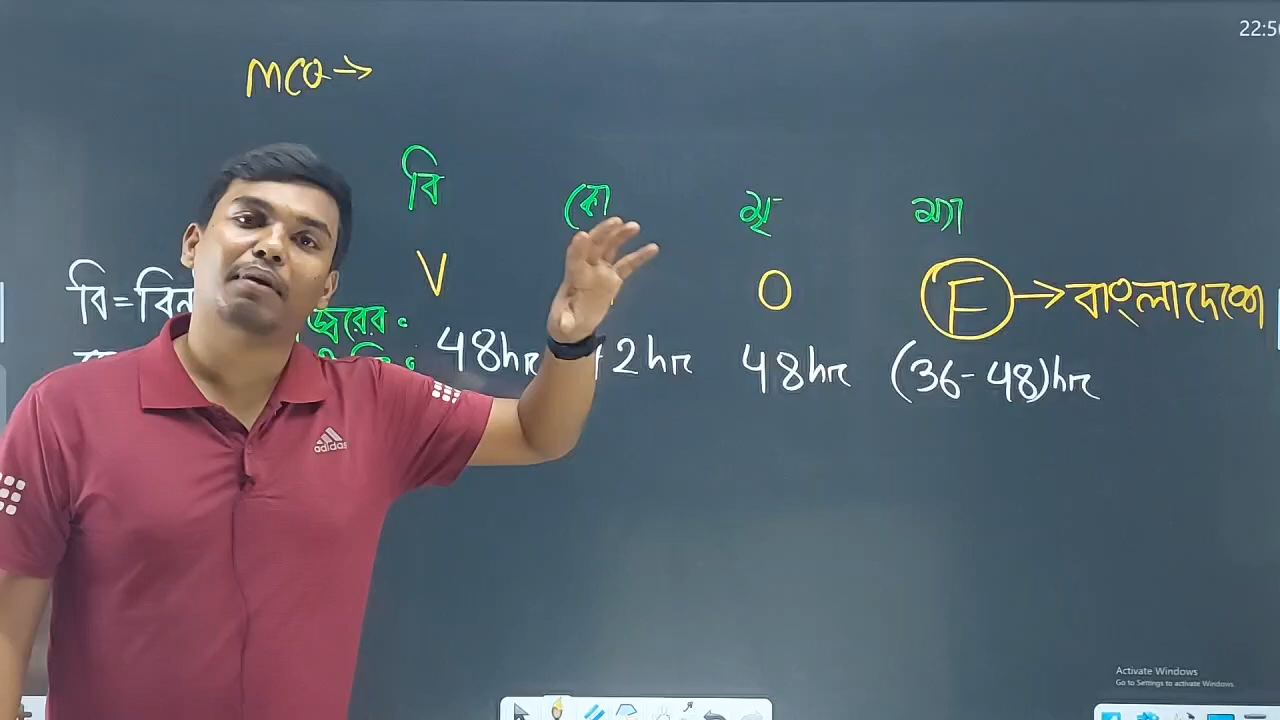 22:5
MCQ →
বি কো মৃ ম্যা
V O F → বাংলাদেশে
বি =
জ্বরের :
48hr 2hr 48hr (36-48)hr
adidas
Activate Windows
Go to Settings to activate Windows.